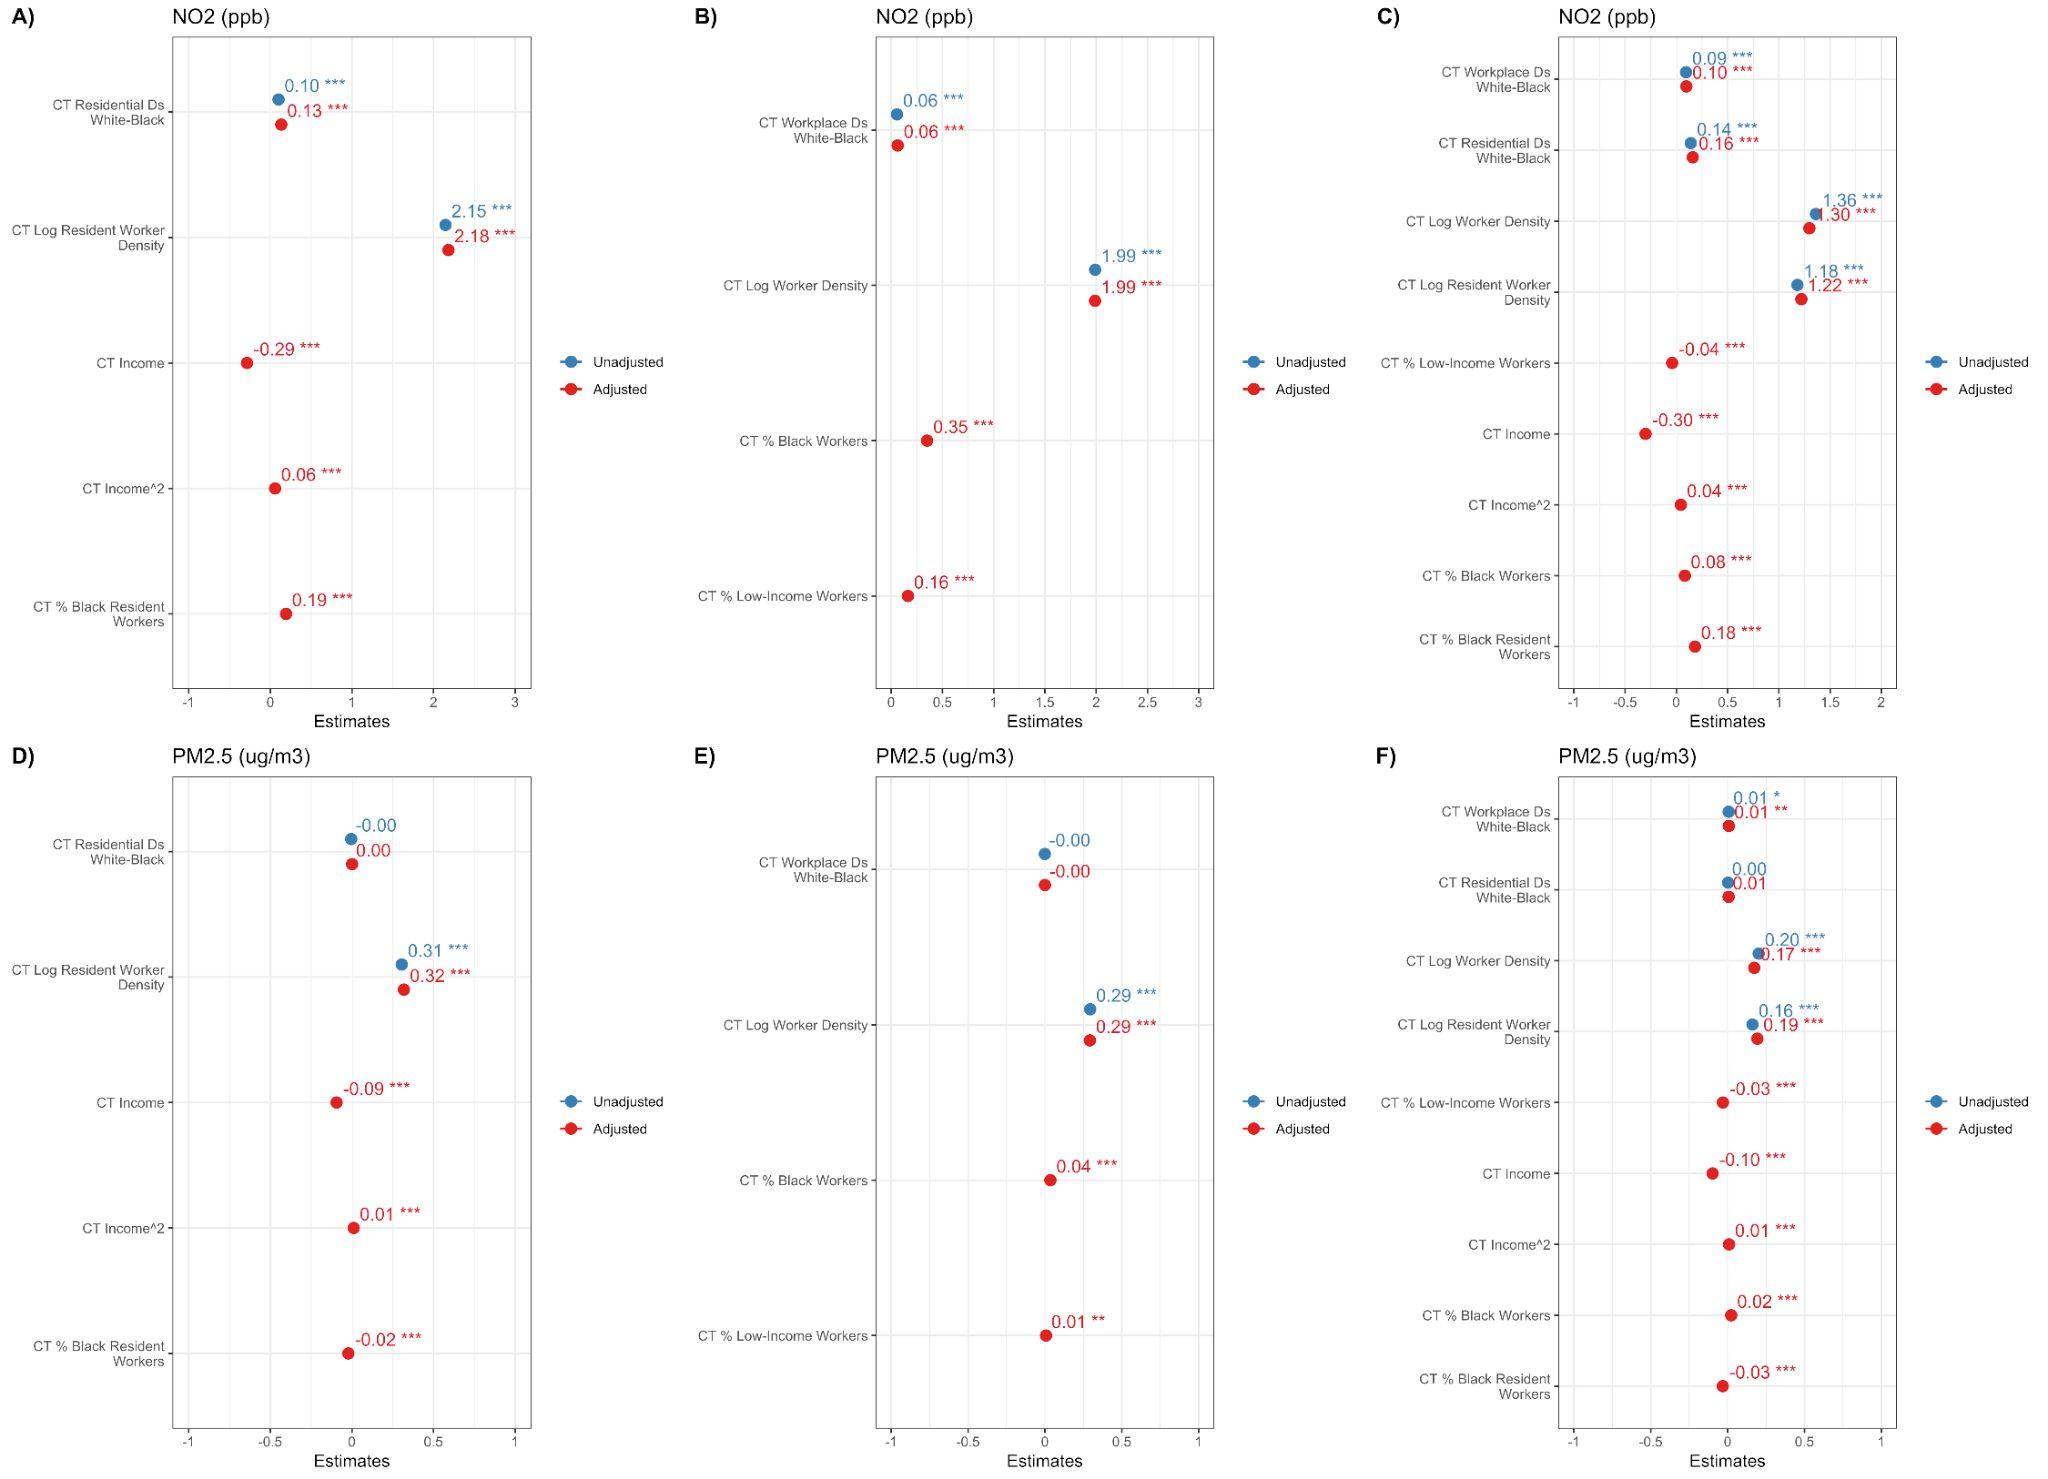 A)
NO2 (ppb)
CT Residential Ds
White-Black
0.10 ***
0.13 ***
CT Log Resident Worker
Density
2.15 ***
2.18 ***
CT Income
-0.29 ***
CT Income^2
0.06 ***
CT % Black Resident
Workers
0.19 ***
-1 0 1 2 3
Estimates
Unadjusted
Adjusted
B)
NO2 (ppb)
CT Workplace Ds
White-Black
0.06 ***
0.06 ***
CT Log Worker Density
1.99 ***
1.99 ***
CT % Black Workers
0.35 ***
CT % Low-Income Workers
0.16 ***
0 0.5 1 1.5 2 2.5 3
Estimates
Unadjusted
Adjusted
C)
NO2 (ppb)
CT Workplace Ds
White-Black
0.09 ***
0.10 ***
CT Residential Ds
White-Black
0.14 ***
0.16 ***
CT Log Worker Density
1.36 ***
1.30 ***
CT Log Resident Worker
Density
1.18 ***
1.22 ***
CT % Low-Income Workers
-0.04 ***
CT Income
-0.30 ***
CT Income^2
0.04 ***
CT % Black Workers
0.08 ***
CT % Black Resident
Workers
0.18 ***
-1 -0.5 0 0.5 1 1.5 2
Estimates
Unadjusted
Adjusted
D)
PM2.5 (ug/m3)
CT Residential Ds
White-Black
-0.00
0.00
CT Log Resident Worker
Density
0.31 ***
0.32 ***
CT Income
-0.09 ***
CT Income^2
0.01 ***
CT % Black Resident
Workers
-0.02 ***
-1 -0.5 0 0.5 1
Estimates
Unadjusted
Adjusted
E)
PM2.5 (ug/m3)
CT Workplace Ds
White-Black
-0.00
-0.00
CT Log Worker Density
0.29 ***
0.29 ***
CT % Black Workers
0.04 ***
CT % Low-Income Workers
0.01 **
-1 -0.5 0 0.5 1
Estimates
Unadjusted
Adjusted
F)
PM2.5 (ug/m3)
CT Workplace Ds
White-Black
0.01 *
0.01 **
CT Residential Ds
White-Black
0.00
0.01
CT Log Worker Density
0.20 ***
0.17 ***
CT Log Resident Worker
Density
0.16 ***
0.19 ***
CT % Low-Income Workers
-0.03 ***
CT Income
-0.10 ***
CT Income^2
0.01 ***
CT % Black Workers
0.02 ***
CT % Black Resident
Workers
-0.03 ***
-1 -0.5 0 0.5 1
Estimates
Unadjusted
Adjusted